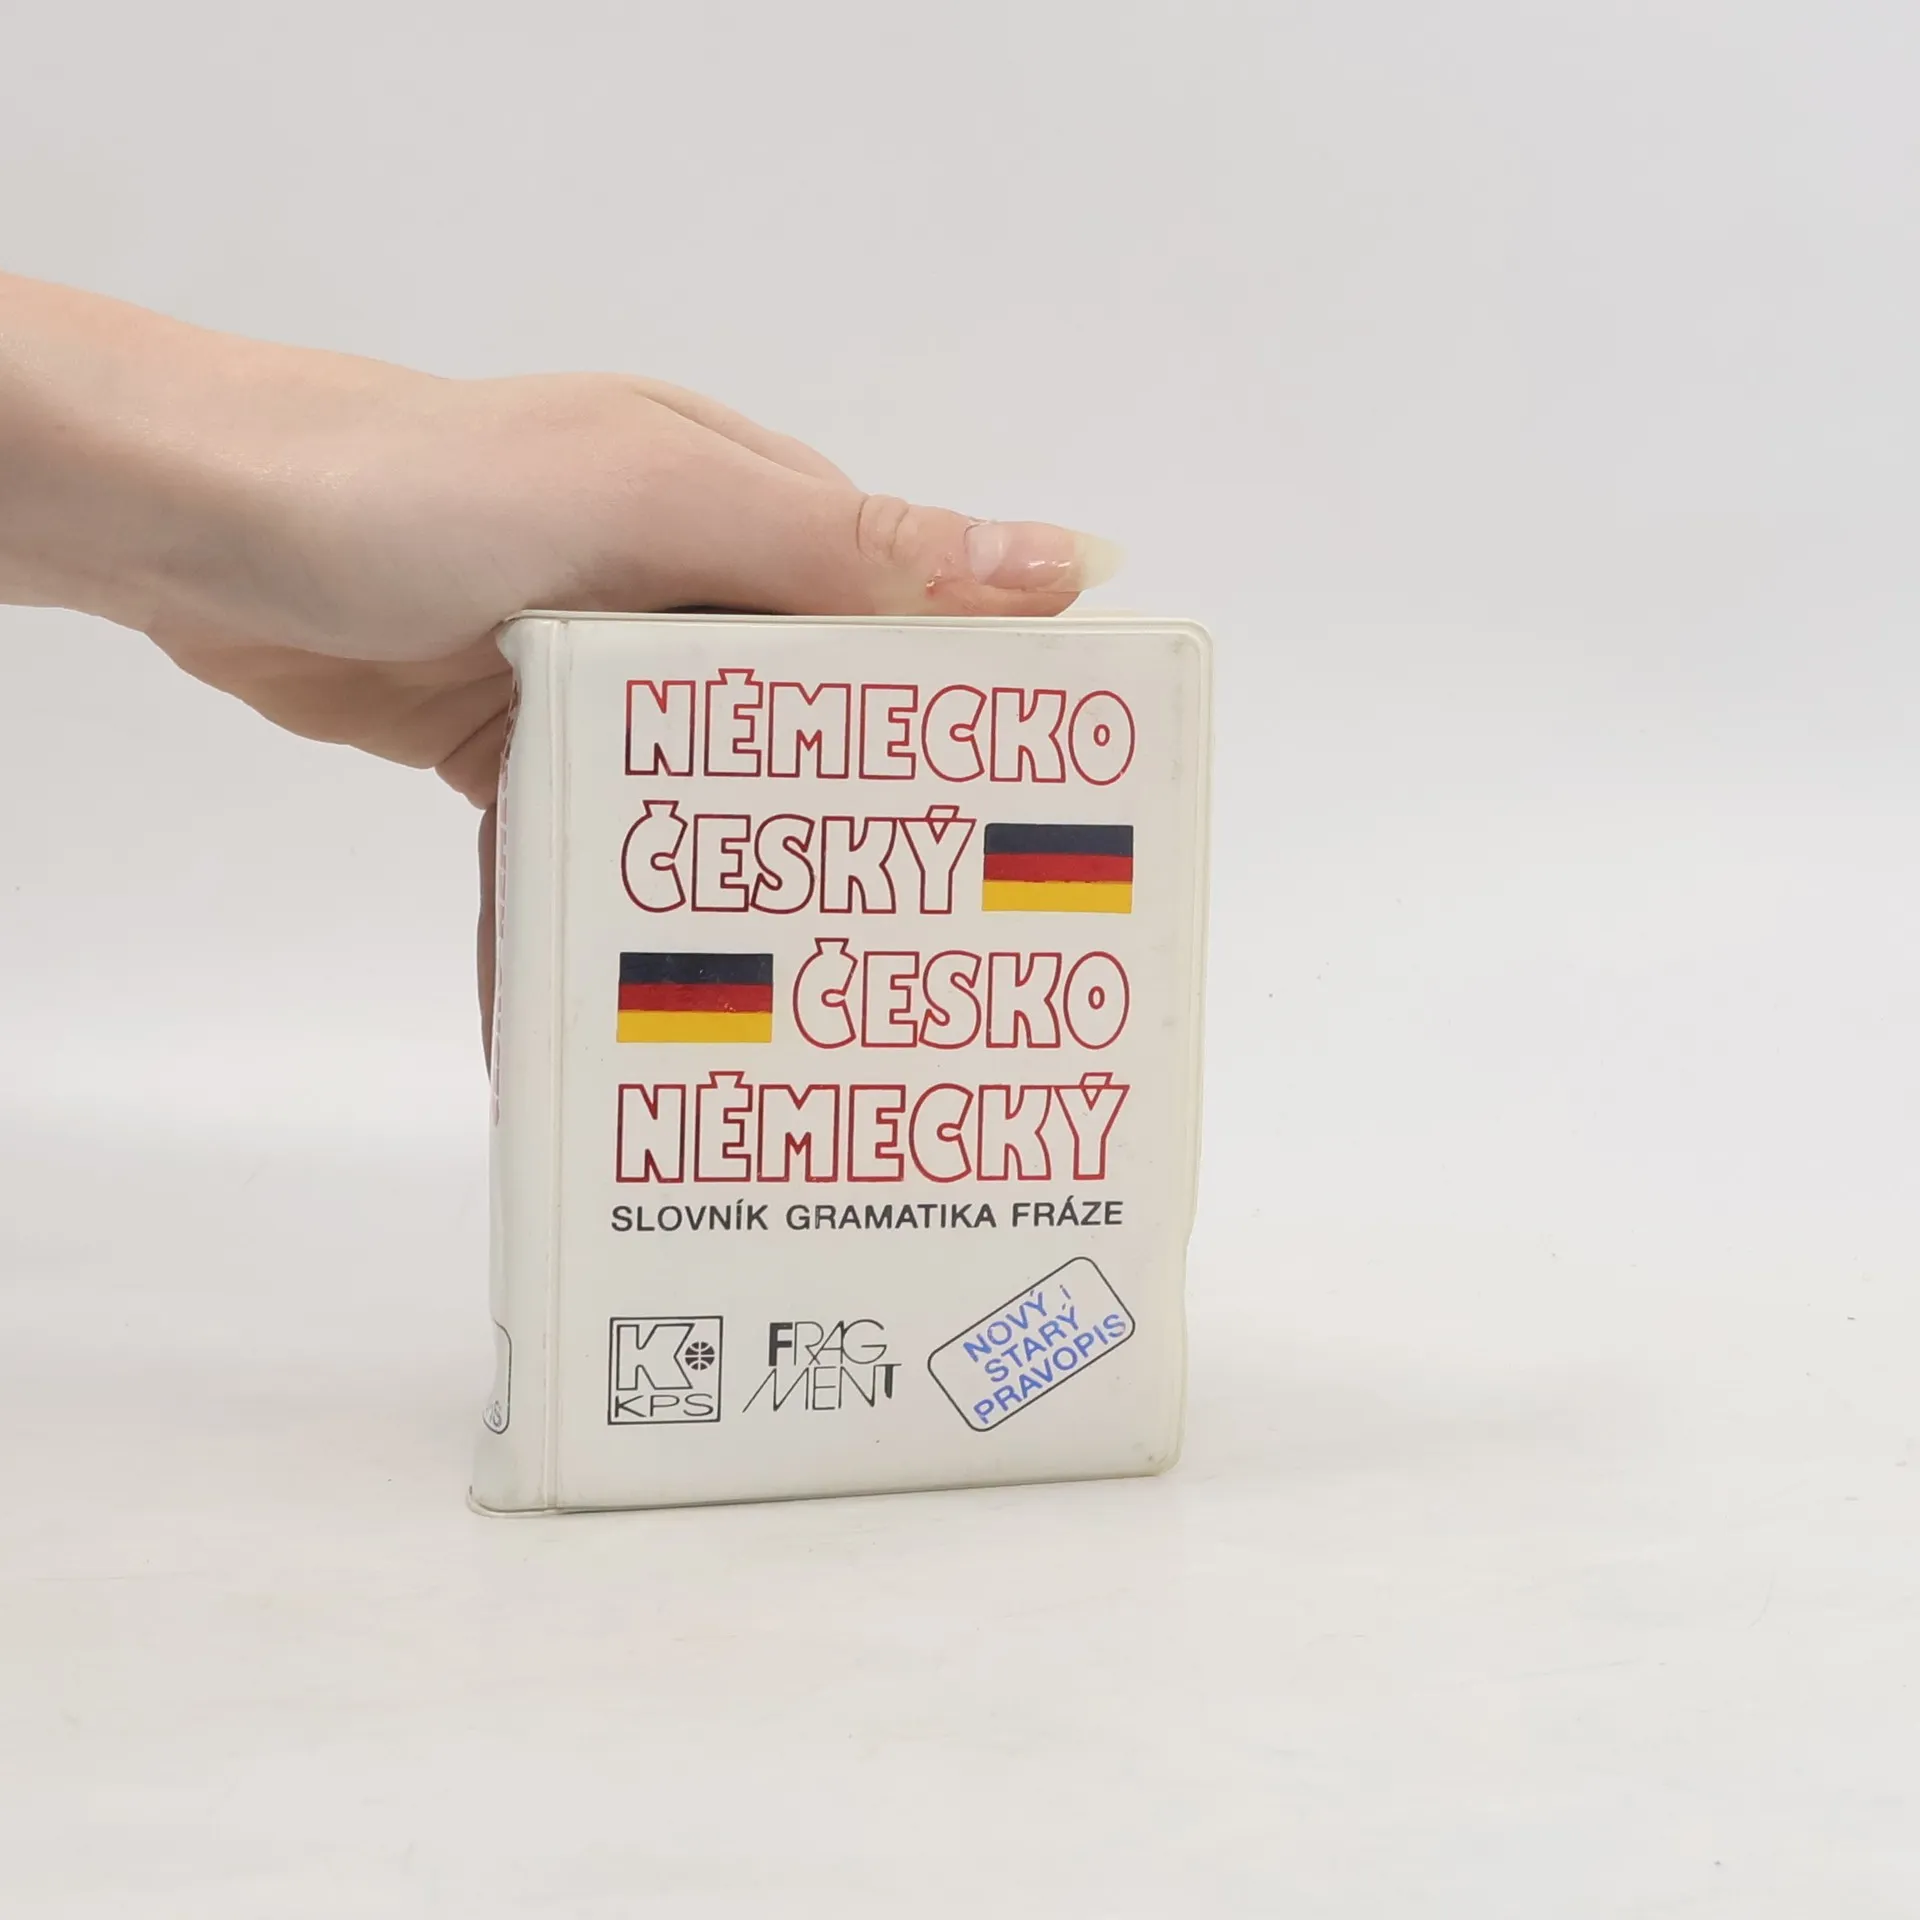 NĚMECKO
ČESKÝ
ČESKO
NĚMECKÝ
SLOVNÍK GRAMATIKA FRÁZE
K
KPS
FRAG
MENT
NOVÝ i
STARÝ
PRAVOPIS